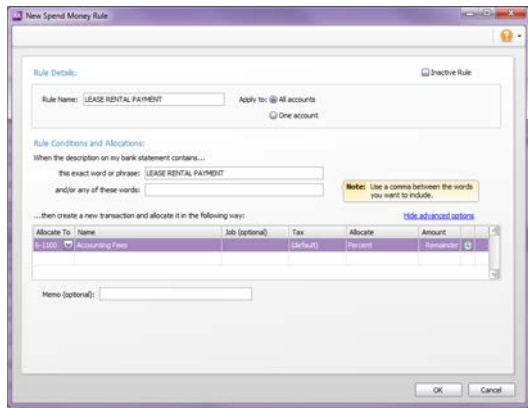 New Spend Money Rule
Rule Details:
Inactive Rule
Rule Name: LEASE RENTAL PAYMENT Apply to: All accounts
One account
Rule Conditions and Allocations:
When the description on my bank statement contains...
this exact word or phrase: LEASE RENTAL PAYMENT
and/or any of these words:
Note: Use a comma between the words
you want to include.
...then create a new transaction and allocate it in the following way: Hide advanced options
Allocate To Name Job (optional) Tax Allocate Amount
6-1100 Accounting Fees (default) Percent Remainder
Memo (optional):
OK Cancel